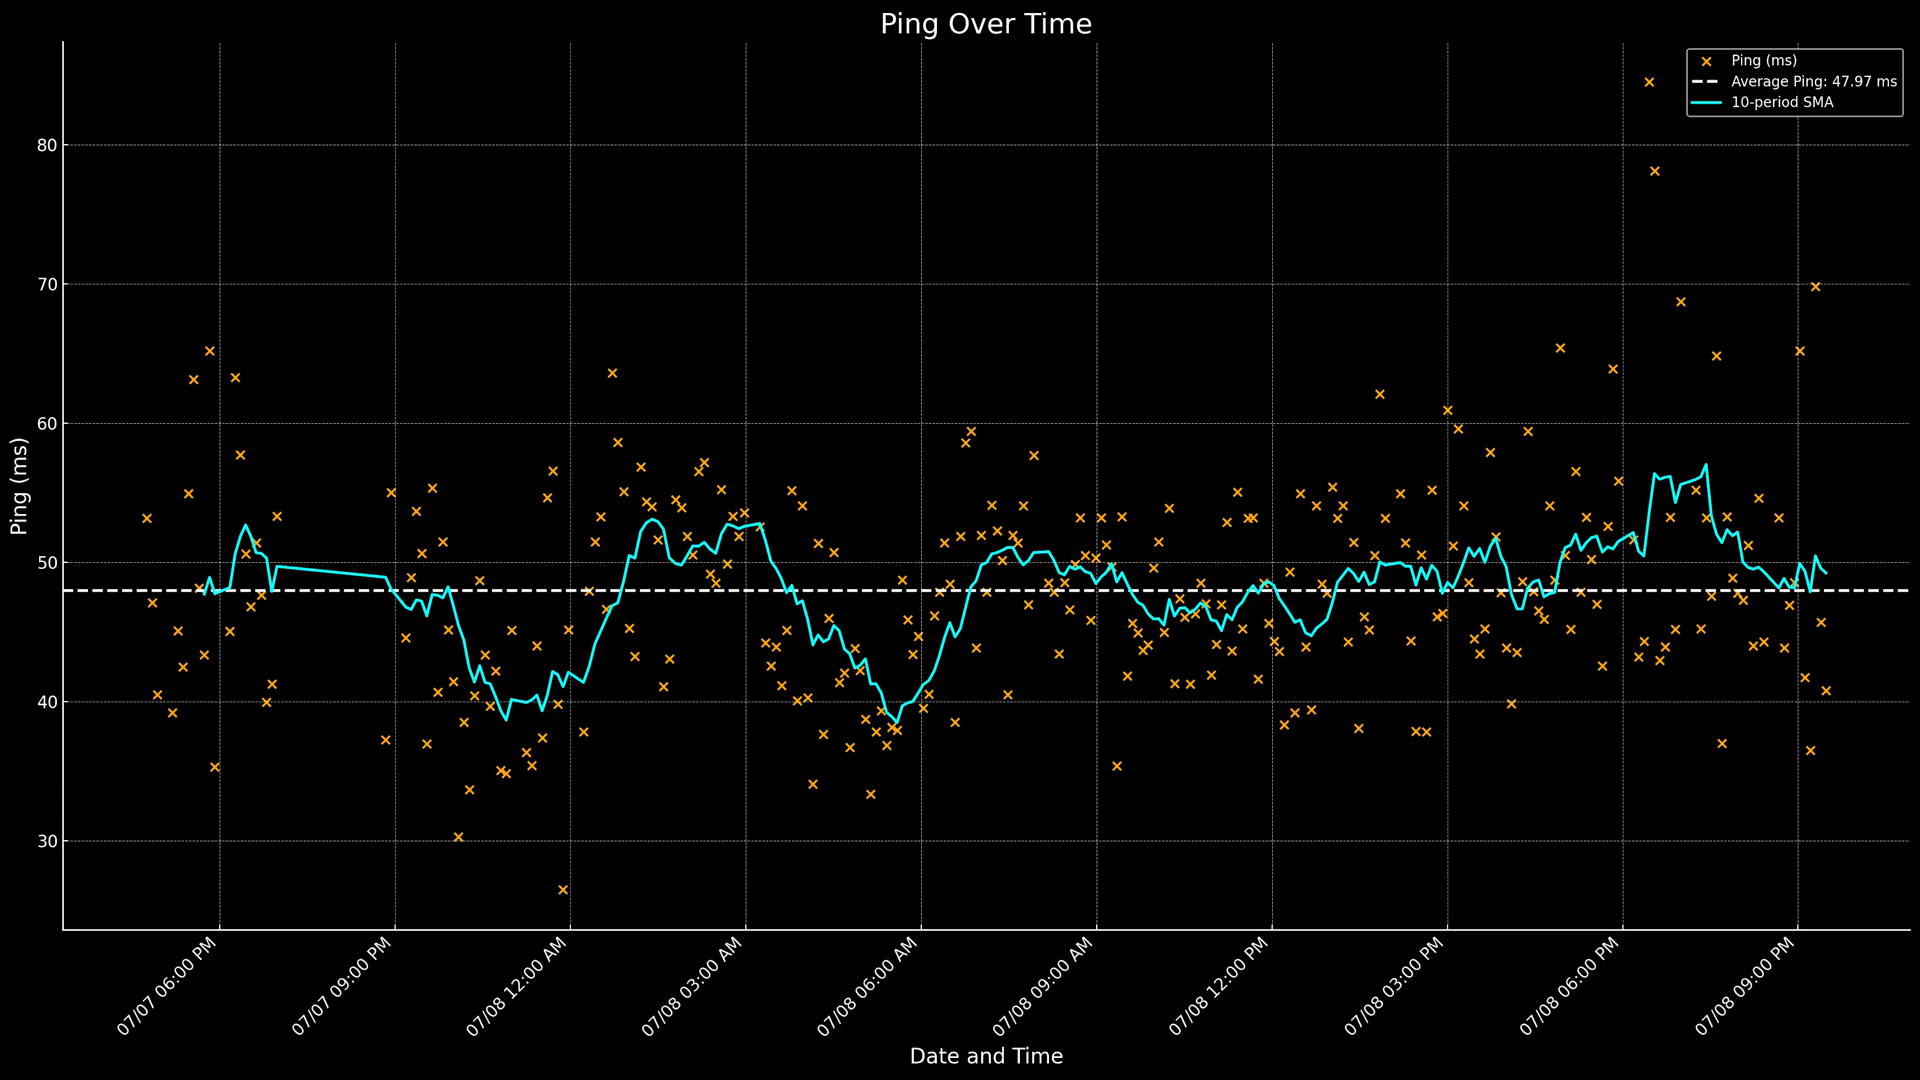 Ping Over Time
Ping (ms)
Average Ping: 47.97 ms
10-period SMA
Ping (ms)
80
70
60
50
40
30
07/07 06:00 PM
07/07 09:00 PM
07/08 12:00 AM
07/08 03:00 AM
07/08 06:00 AM
07/08 09:00 AM
07/08 12:00 PM
07/08 03:00 PM
07/08 06:00 PM
07/08 09:00 PM
Date and Time